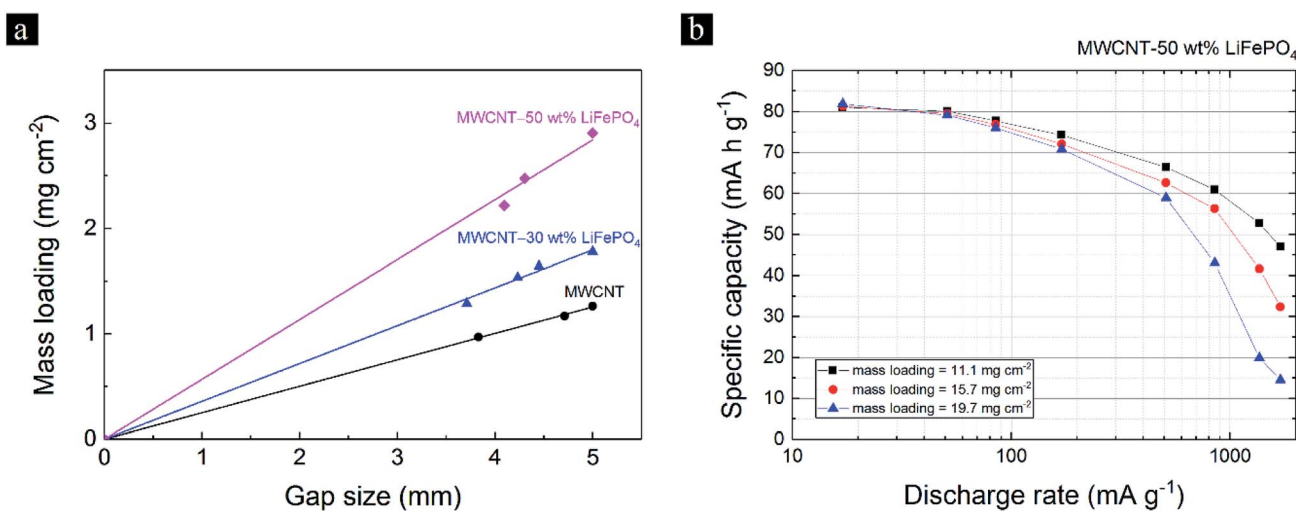 a
Mass loading (mg cm⁻²)
3
2
1
0
MWCNT–50 wt% LiFePO₄
MWCNT–30 wt% LiFePO₄
MWCNT
0 1 2 3 4 5
Gap size (mm)
b
MWCNT-50 wt% LiFePO₄
Specific capacity (mA h g⁻¹)
90
80
70
60
50
40
30
20
10
0
mass loading = 11.1 mg cm⁻²
mass loading = 15.7 mg cm⁻²
mass loading = 19.7 mg cm⁻²
10 100 1000
Discharge rate (mA g⁻¹)